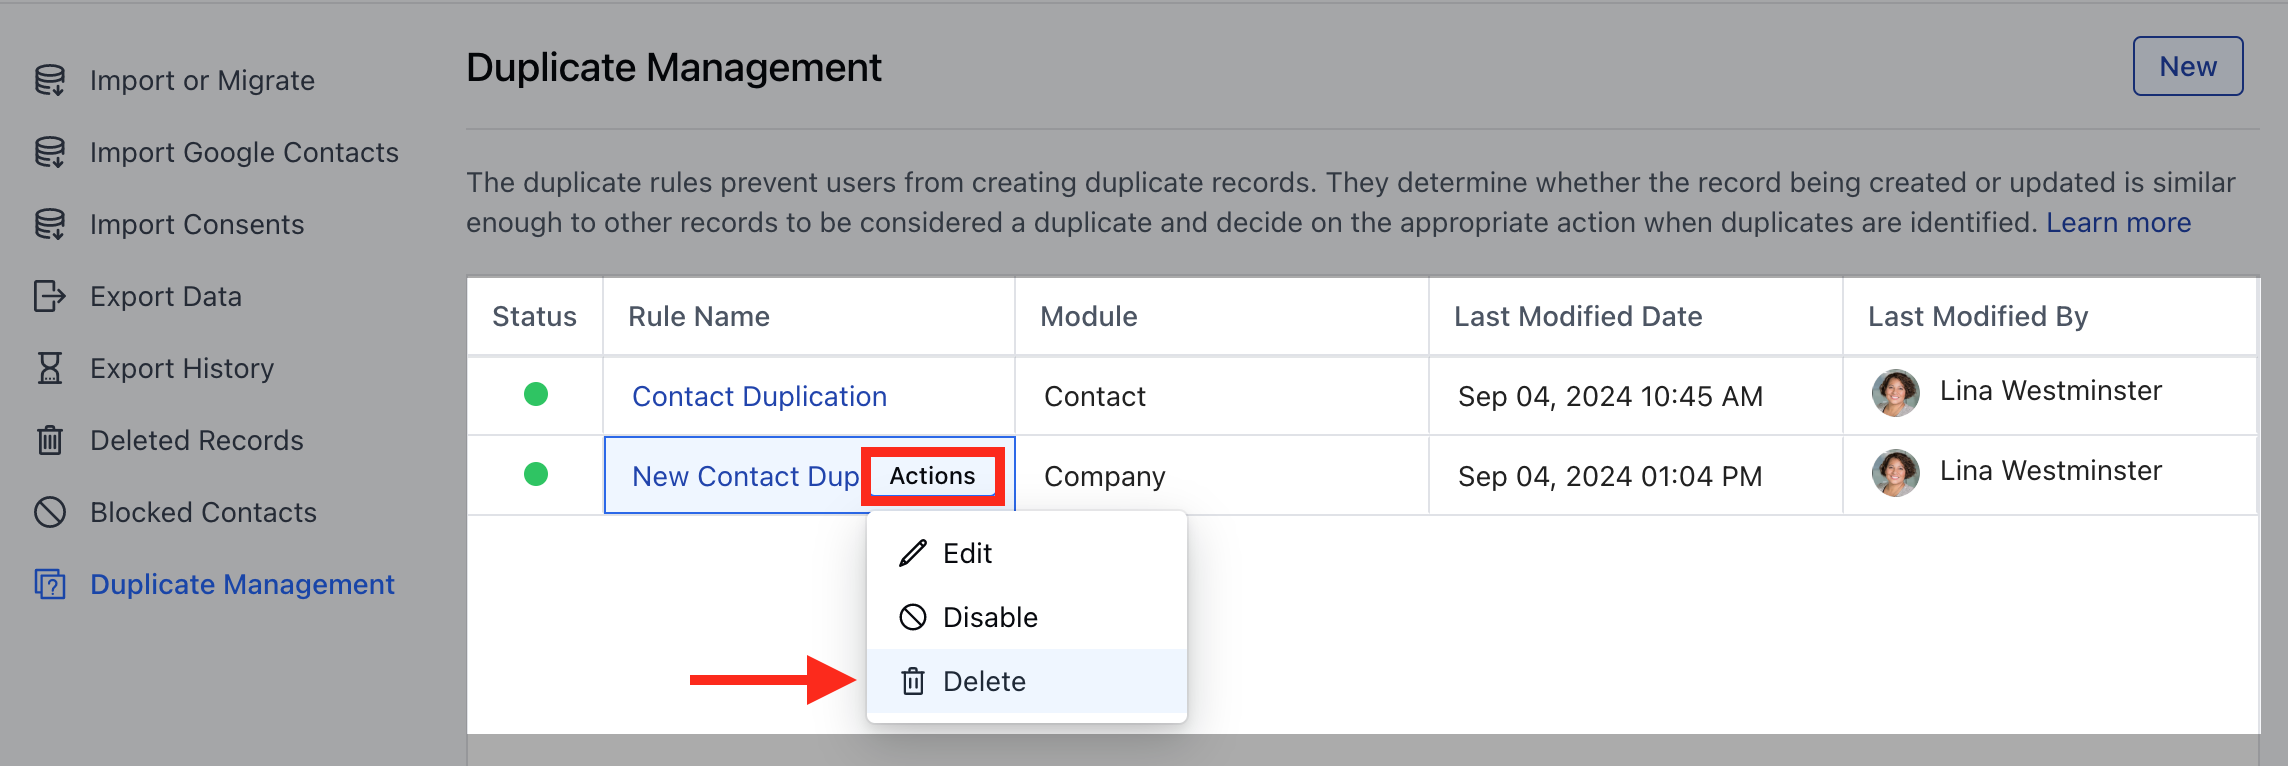 Import or Migrate
Import Google Contacts
Import Consents
Export Data
Export History
Deleted Records
Blocked Contacts
Duplicate Management
Duplicate Management
New
The duplicate rules prevent users from creating duplicate records. They determine whether the record being created or updated is similar
enough to other records to be considered a duplicate and decide on the appropriate action when duplicates are identified. Learn more
Status Rule Name Module Last Modified Date Last Modified By
Contact Duplication Contact Sep 04, 2024 10:45 AM Lina Westminster
New Contact Dup Actions Company Sep 04, 2024 01:04 PM Lina Westminster
Edit
Disable
Delete